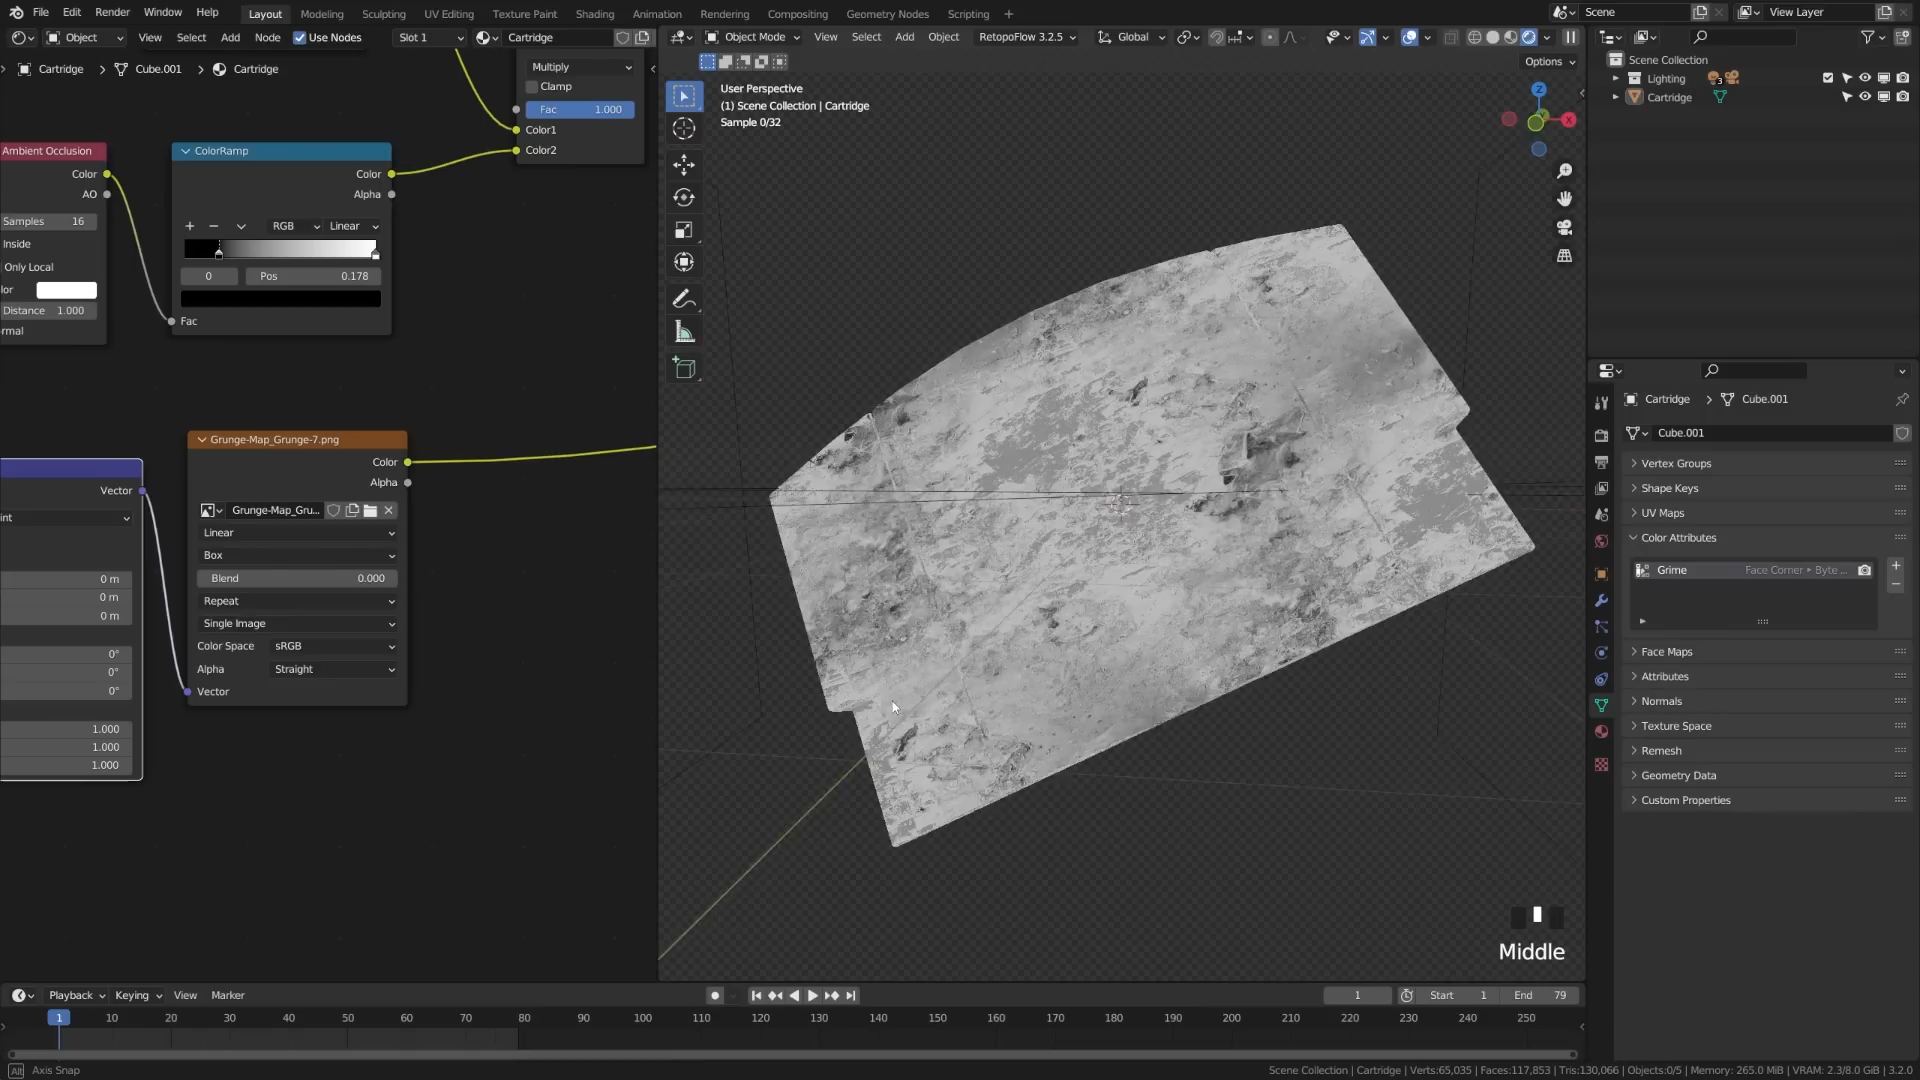 File Edit Render Window Help Layout Modeling Sculpting UV Editing Texture Paint Shading Animation Rendering Compositing Geometry Nodes Scripting + Scene View Layer
Object View Select Add Node Use Nodes Slot 1 Cartridge
Object Mode View Select Add Object RetopoFlow 3.2.5 Global
Options
Cartridge > Cube.001 > Cartridge
Multiply
Clamp
Fac 1.000
Color1
Color2
Ambient Occlusion
Color
AO
Samples 16
Inside
Only Local
lor
Distance 1.000
rmal
ColorRamp
Color
Alpha
RGB Linear
0 Pos 0.178
Fac
Vector
int
0 m
0 m
0 m
0°
0°
0°
1.000
1.000
1.000
Grunge-Map_Grunge-7.png
Color
Alpha
Grunge-Map_Gru...
Linear
Box
Blend 0.000
Repeat
Single Image
Color Space sRGB
Alpha Straight
Vector
User Perspective
(1) Scene Collection | Cartridge
Sample 0/32
Z
X
Middle
Scene Collection
Lighting 3
Cartridge
Cartridge > Cube.001
Cube.001
Vertex Groups
Shape Keys
UV Maps
Color Attributes
Grime Face Corner ‣ Byte ...
Face Maps
Attributes
Normals
Texture Space
Remesh
Geometry Data
Custom Properties
Playback Keying View Marker 1 Start 1 End 79
1 10 20 30 40 50 60 70 80 90 100 110 120 130 140 150 160 170 180 190 200 210 220 230 240 250
Alt Axis Snap
Scene Collection | Cartridge | Verts:65,035 | Faces:117,853 | Tris:130,066 | Objects:0/5 | Memory: 265.0 MiB | VRAM: 2.3/8.0 GiB | 3.2.0